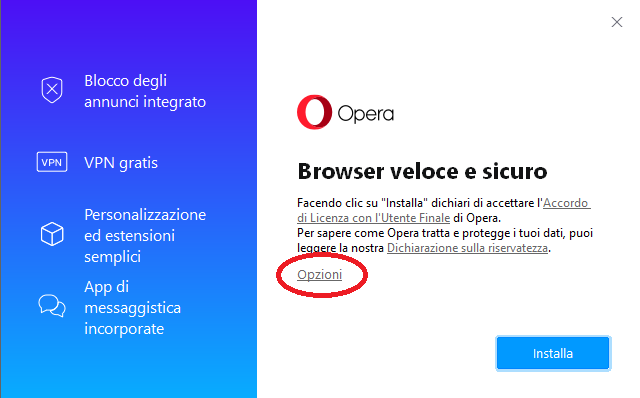 Blocco degli
annunci integrato
VPN
VPN gratis
Personalizzazione
ed estensioni
semplici
App di
messaggistica
incorporate
Opera
Browser veloce e sicuro
Facendo clic su "Installa" dichiari di accettare l'Accordo
di Licenza con l'Utente Finale di Opera.
Per sapere come Opera tratta e protegge i tuoi dati, puoi
leggere la nostra Dichiarazione sulla riservatezza.
Opzioni
Installa